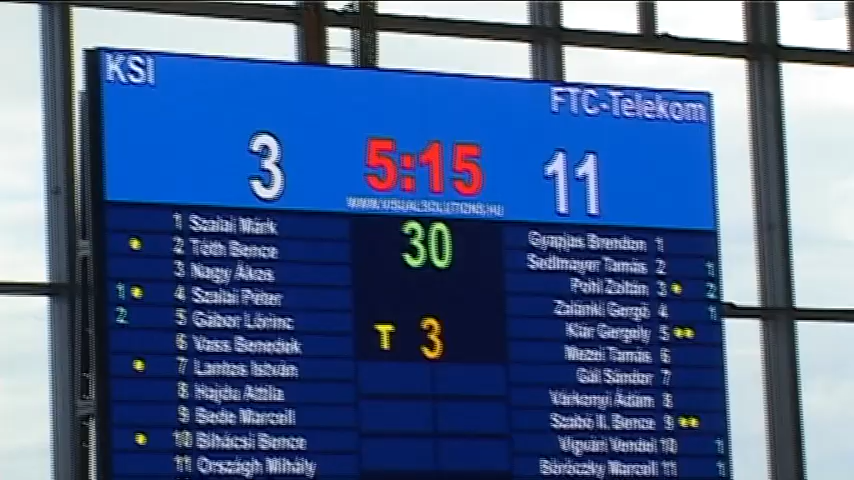 KSI
FTC-Telekom
3 5:15 11
WWW.VISUALSOLUTIONS.HU
30
T 3
1 Szalai Márk
2 Tóth Bence
3 Nagy Ákos
1 4 Szalai Péter
2 5 Gábor Lőrinc
6 Vass Benedek
7 Lantos István
8 Hajdu Attila
9 Bede Marcell
10 Bihácsi Bence
11 Országh Mihály
Gyapjas Brendon 1
Sedlmayer Tamás 2 1
Pohl Zoltán 3 2
Zalánki Gergő 4 1
Klár Gergely 5
Mezei Tamás 6
Gál Sándor 7
Várkonyi Ádám 8
Szabó II. Bence 9
Vigvári Vendel 10 1
Böröczky Marcell 11 1